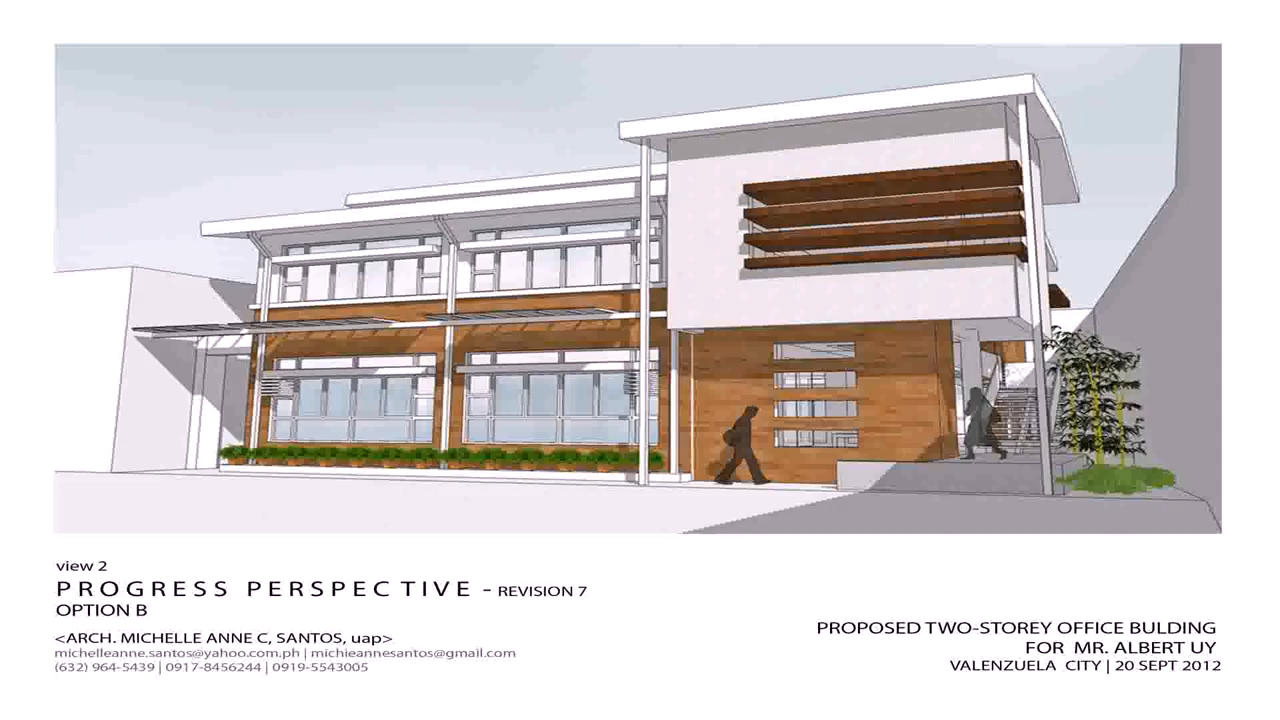 view 2
PROGRESS PERSPECTIVE - REVISION 7
OPTION B
<ARCH. MICHELLE ANNE C, SANTOS, uap>
michelleanne.santos@yahoo.com.ph | michieannesantos@gmail.com
(632) 964-5439 | 0917-8456244 | 0919-5543005
PROPOSED TWO-STOREY OFFICE BULDING
FOR MR. ALBERT UY
VALENZUELA CITY | 20 SEPT 2012